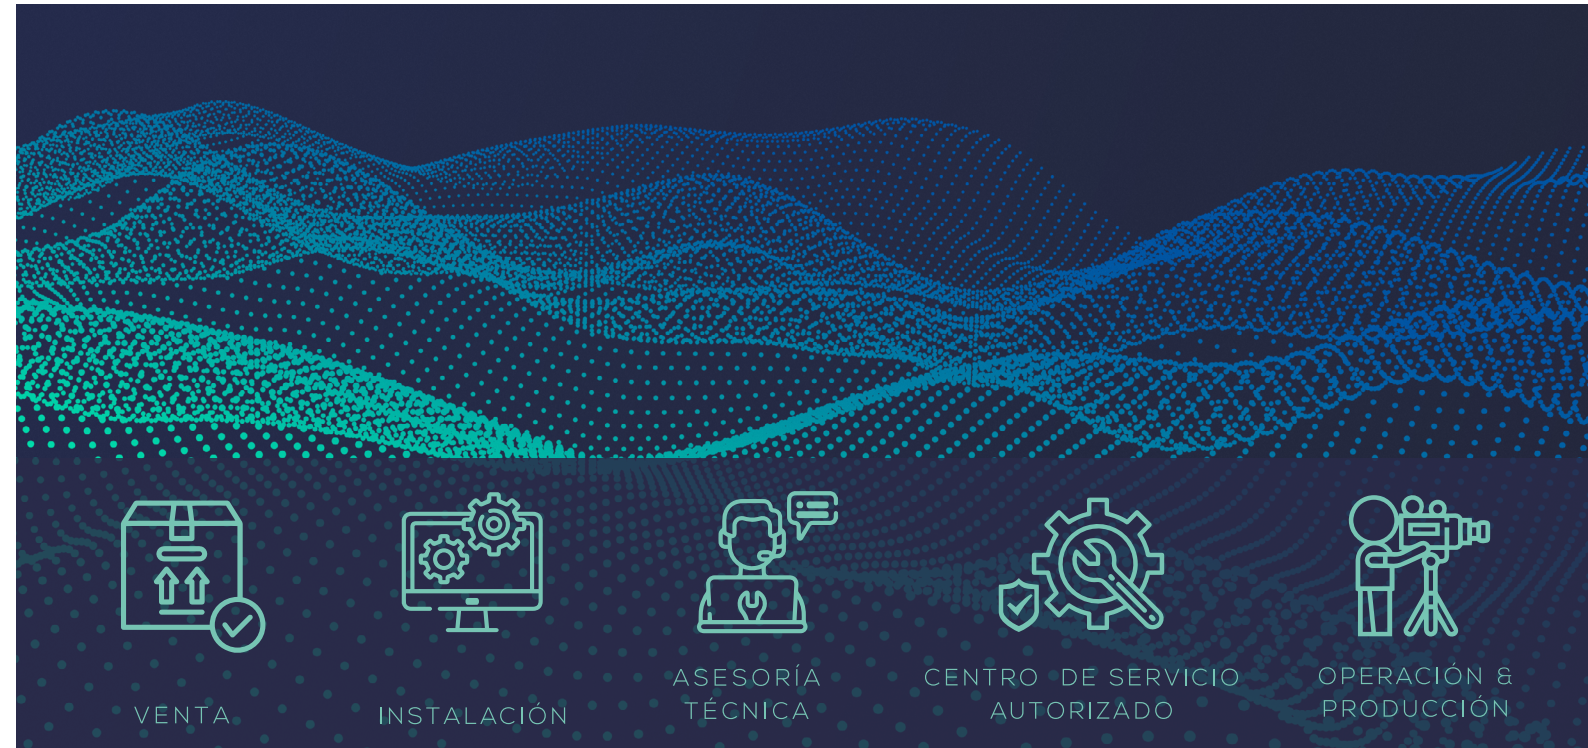 VENTA
INSTALACIÓN
ASESORÍA
TÉCNICA
CENTRO DE SERVICIO
AUTORIZADO
OPERACIÓN &
PRODUCCIÓN